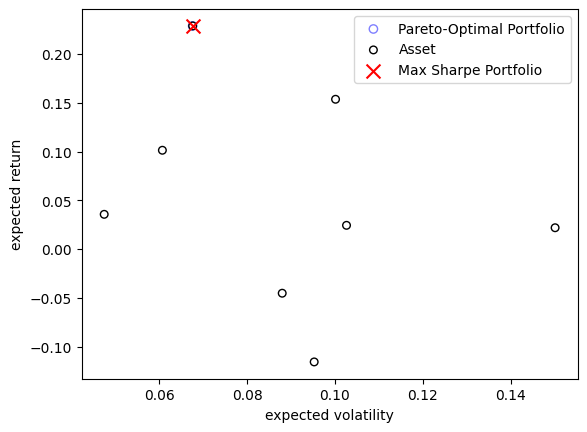 Pareto-Optimal Portfolio
Asset
Max Sharpe Portfolio
expected return
0.20
0.15
0.10
0.05
0.00
−0.05
−0.10
0.06 0.08 0.10 0.12 0.14
expected volatility